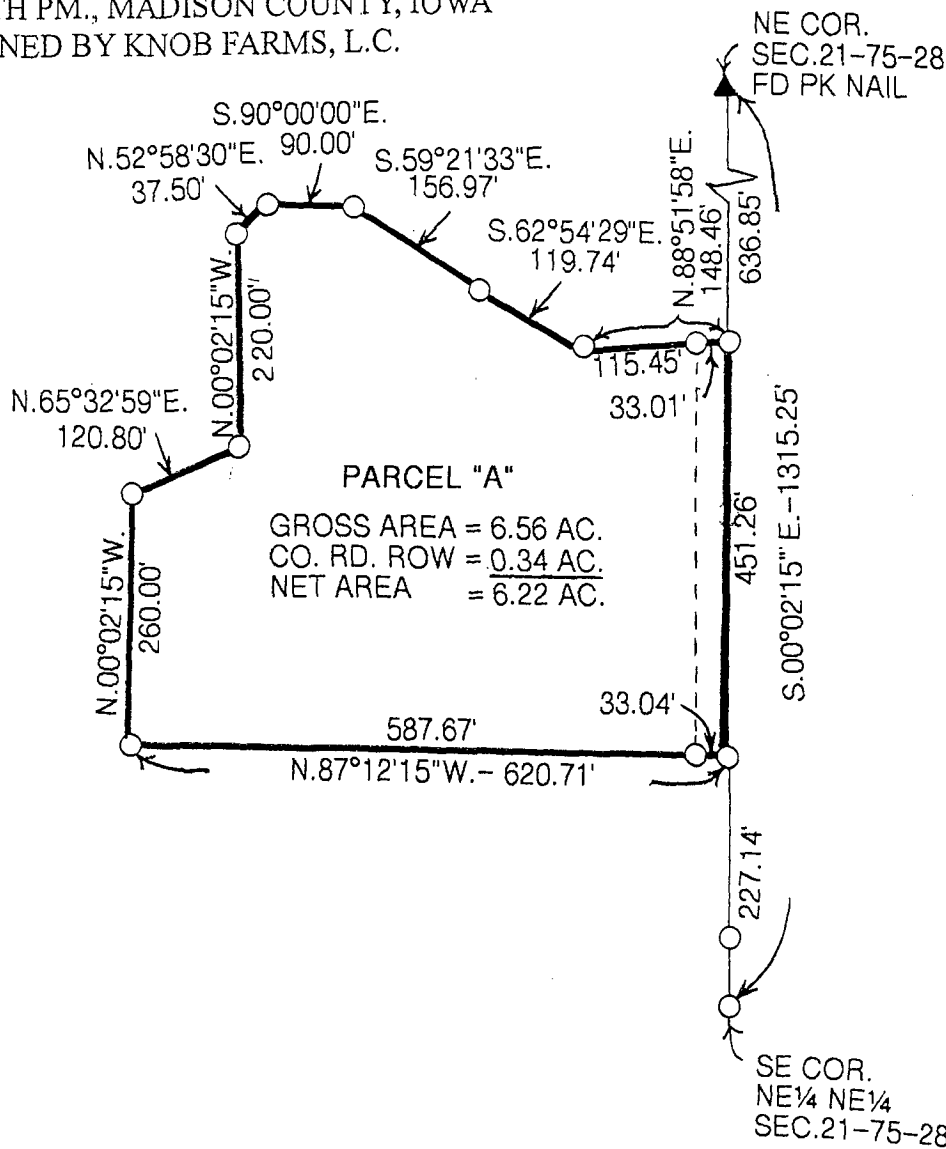 TH PM., MADISON COUNTY, IOWA
NED BY KNOB FARMS, L.C.
NE COR.
SEC.21-75-28
FD PK NAIL
S.90°00'00"E.
90.00'
N.52°58'30"E.
37.50'
S.59°21'33"E.
156.97'
S.62°54'29"E.
119.74'
N.88°51'58"E.
148.46'
636.85'
N.00°02'15"W.
220.00"
115.45'
33.01'
N.65°32'59"E.
120.80'
PARCEL "A"
GROSS AREA = 6.56 AC.
CO. RD. ROW = 0.34 AC.
NET AREA = 6.22 AC.
451.26'
S.00°02'15" E.-1315.25'
N.00°02'15"W.
260.00'
33.04'
587.67'
N.87°12'15"W.- 620.71'
227.14'
SE COR.
NE¼ NE¼
SEC.21-75-28